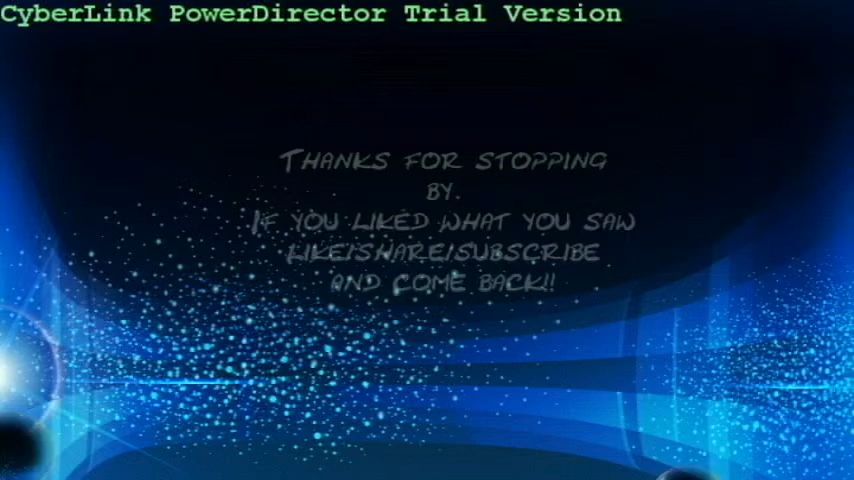 CyberLink PowerDirector Trial Version
Thanks for stopping
by.
If you liked what you saw
like/share/subscribe
and come back!!